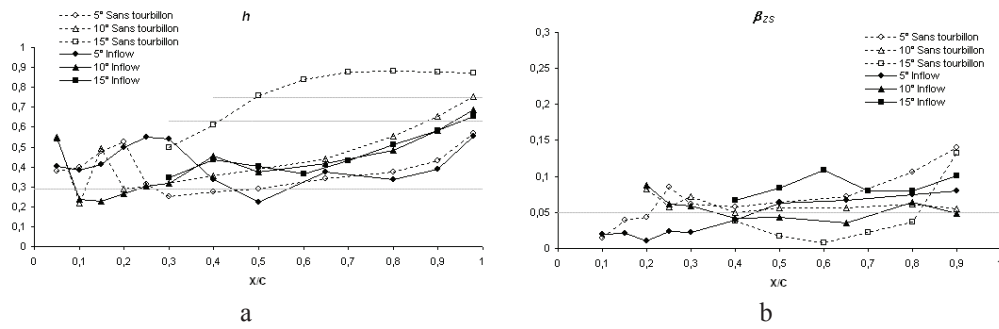 h
5° Sans tourbillon
10° Sans tourbillon
15° Sans tourbillon
5° Inflow
10° Inflow
15° Inflow
1
0,9
0,8
0,7
0,6
0,5
0,4
0,3
0,2
0,1
0
0 0,1 0,2 0,3 0,4 0,5 0,6 0,7 0,8 0,9 1
X/C
a
βzs
5° Sans tourbillon
10° Sans tourbillon
15° Sans tourbillon
5° Inflow
10° Inflow
15° Inflow
0,3
0,25
0,2
0,15
0,1
0,05
0
0 0,1 0,2 0,3 0,4 0,5 0,6 0,7 0,8 0,9 1
X/C
b